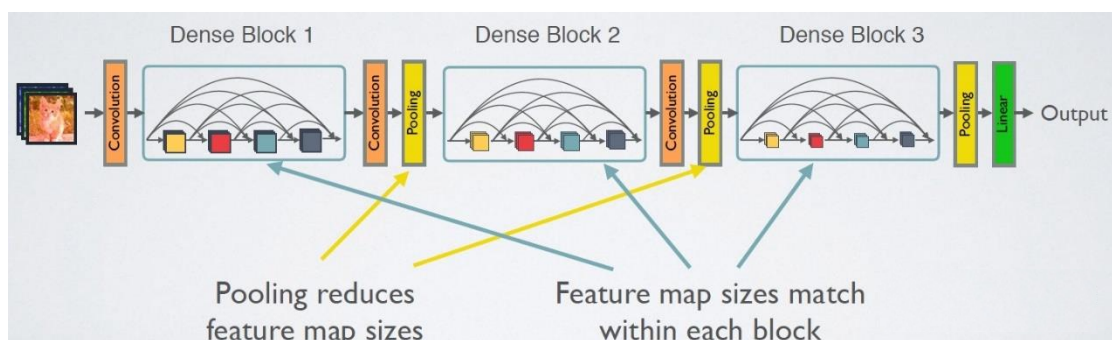 Dense Block 1
Dense Block 2
Dense Block 3
Convolution
Convolution
Pooling
Convolution
Pooling
Pooling
Linear
Output
Pooling reduces
feature map sizes
Feature map sizes match
within each block